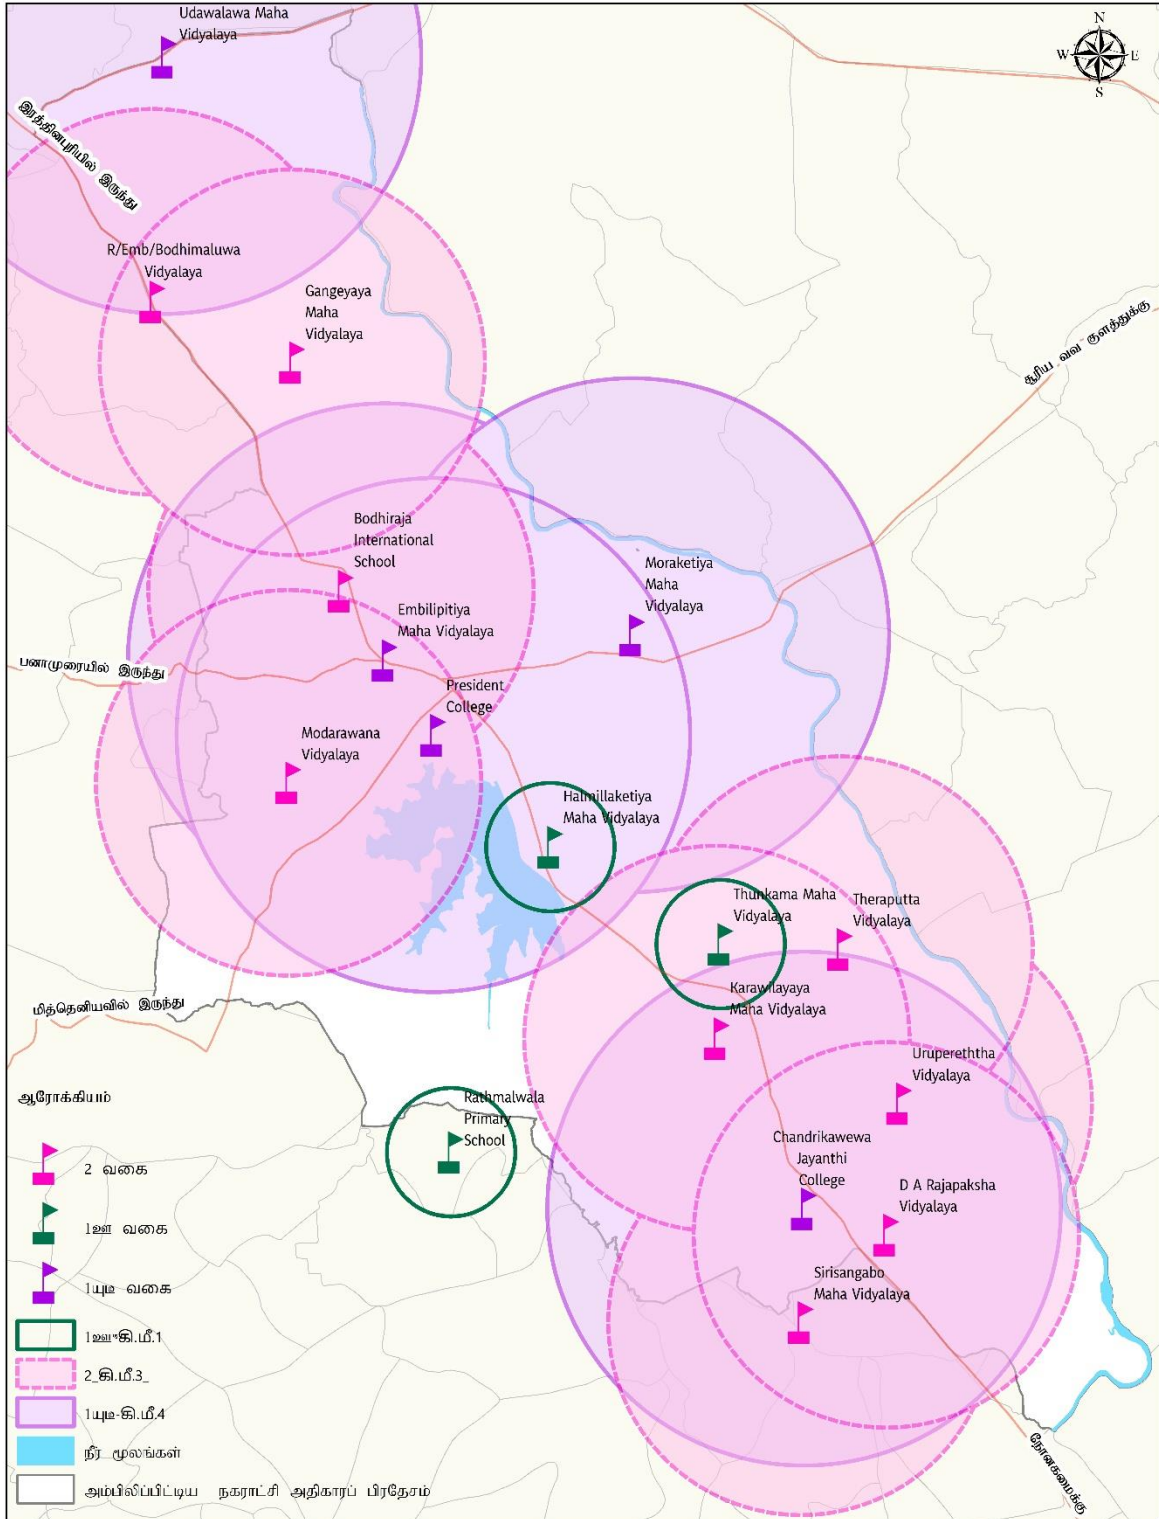 Udawalawa Maha
Vidyalaya
N
W
E
S
இரத்தினபுரியில் இருந்து
R/Emb/Bodhimaluwa
Vidyalaya
Gangeyaya
Maha
Vidyalaya
சூரிய வவ குளத்துக்கு
Bodhiraja
International
School
Moraketiya
Maha
Vidyalaya
Embilipitiya
Maha Vidyalaya
பனாமுரையில் இருந்து
President
College
Modarawana
Vidyalaya
Halmillaketiya
Maha Vidyalaya
Thunkama Maha
Vidyalaya
Theraputta
Vidyalaya
Karawilayaya
Maha Vidyalaya
மித்தெனியவில் இருந்து
Urupereththa
Vidyalaya
Rathmalwala
Primary
School
Chandrikawewa
Jayanthi
College
D A Rajapaksha
Vidyalaya
Sirisangabo
Maha Vidyalaya
நோனகமைக்கு
ஆரோக்கியம்
2 வகை
1ஊ வகை
1யுடீ வகை
கி.மீ.1
2_கி.மீ.3_
1யுடீ-கி.மீ.4
நீர் மூலங்கள்
அம்பிலிப்பிட்டிய நகராட்சி அதிகாரப் பிரதேசம்